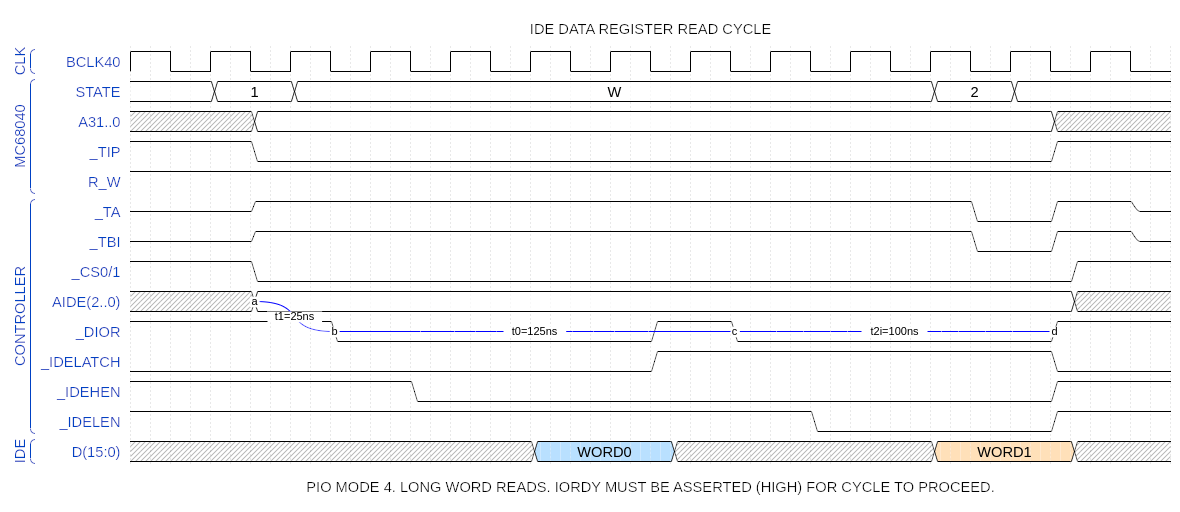 IDE DATA REGISTER READ CYCLE
CLK
BCLK40
MC68040
STATE 1 W 2
A31..0
_TIP
R_W
CONTROLLER
_TA
_TBI
_CS0/1
AIDE(2..0) a
t1=25ns
_DIOR b t0=125ns c t2i=100ns d
_IDELATCH
_IDEHEN
_IDELEN
IDE
D(15:0) WORD0 WORD1
PIO MODE 4. LONG WORD READS. IORDY MUST BE ASSERTED (HIGH) FOR CYCLE TO PROCEED.